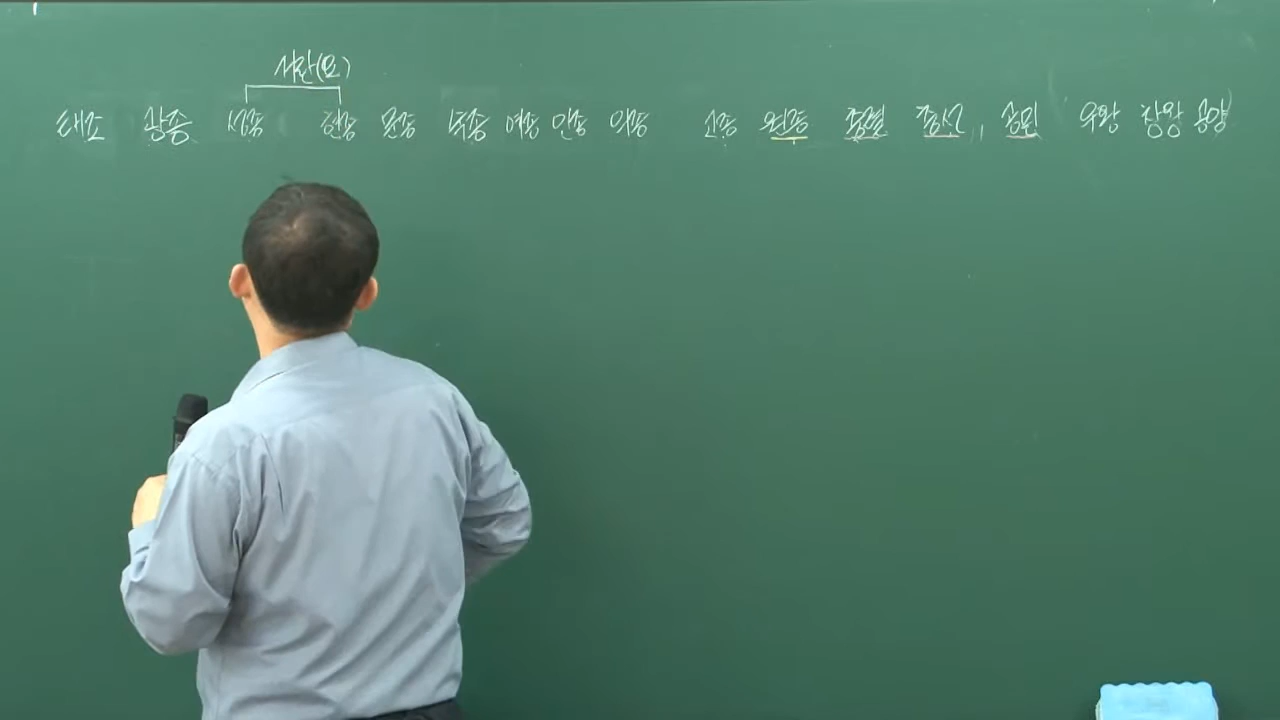 거란(요)
태조 광종 성종 현종 문종 숙종 예종 인종 의종 고종 원종 충렬 충선 〃 공민 우왕 창왕 공양